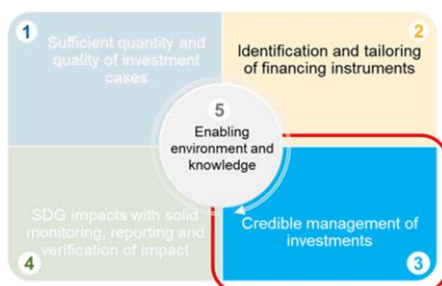 1
Sufficient quantity and
quality of investment
cases
2
Identification and tailoring
of financing instruments
5
Enabling
environment and
knowledge
SDG impacts with solid
monitoring, reporting and
verification of impact
4
Credible management of
investments
3